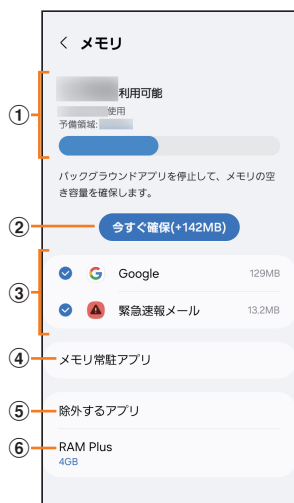 < メモリ
① 利用可能
使用
予備領域:
バックグラウンドアプリを停止して、メモリの空
き容量を確保します。
② 今すぐ確保(+142MB)
③
Google 129MB
緊急速報メール 13.2MB
④ メモリ常駐アプリ
⑤ 除外するアプリ
⑥ RAM Plus
4GB